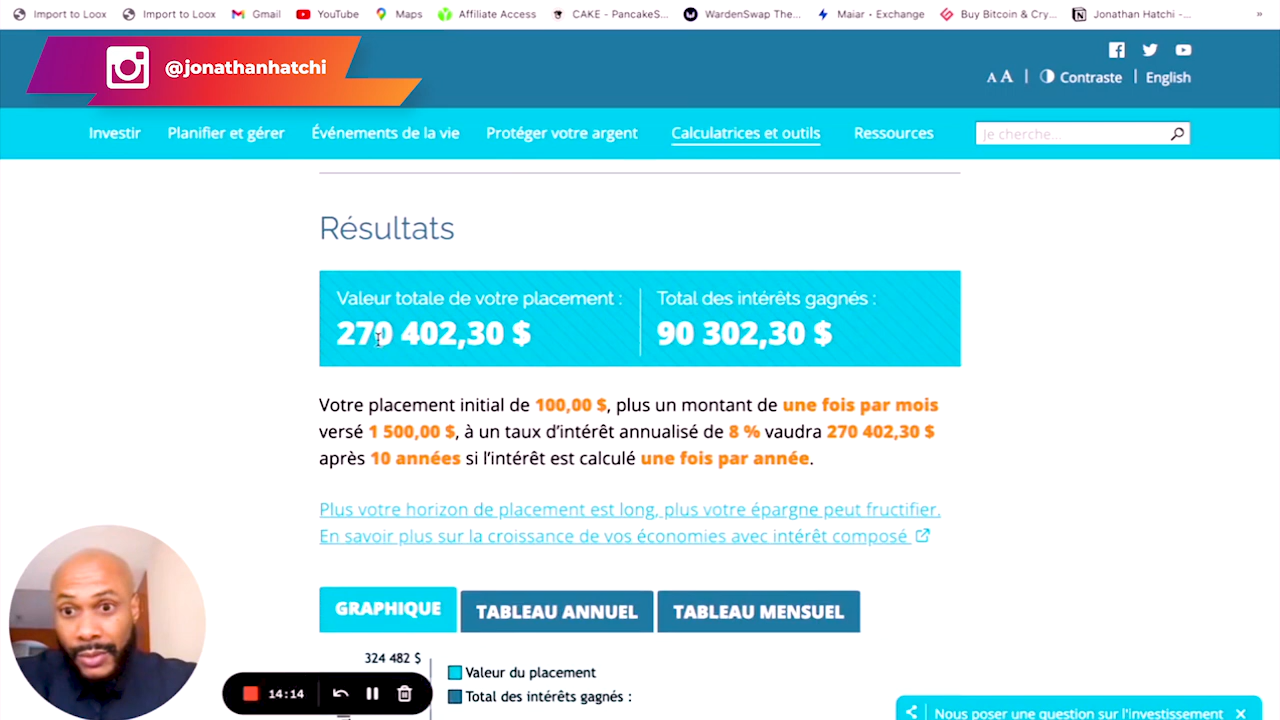 Import to Loox
Import to Loox
Gmail
YouTube
Maps
Affiliate Access
CAKE - PancakeS...
WardenSwap The...
Maiar • Exchange
Buy Bitcoin & Cry...
Jonathan Hatchi -...
»
@jonathanhatchi
A A | Contraste | English
Investir
Planifier et gérer
Événements de la vie
Protéger votre argent
Calculatrices et outils
Ressources
Je cherche...
Résultats
Valeur totale de votre placement :
270 402,30 $
Total des intérêts gagnés :
90 302,30 $
Votre placement initial de 100,00 $, plus un montant de une fois par mois
versé 1 500,00 $, à un taux d'intérêt annualisé de 8 % vaudra 270 402,30 $
après 10 années si l'intérêt est calculé une fois par année.
Plus votre horizon de placement est long, plus votre épargne peut fructifier.
En savoir plus sur la croissance de vos économies avec intérêt composé
GRAPHIQUE
TABLEAU ANNUEL
TABLEAU MENSUEL
324 482 $
Valeur du placement
Total des intérêts gagnés :
14:14
Nous poser une question sur l'investissement